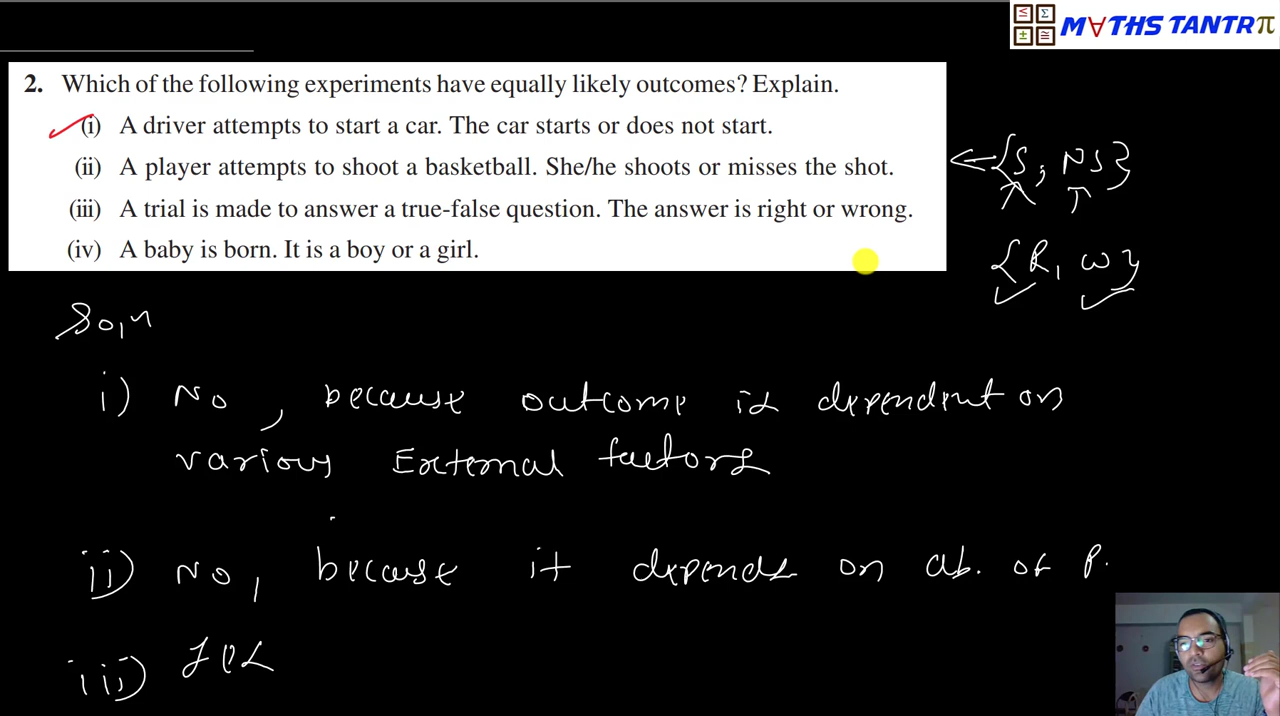 MATHS TANTRπ
2. Which of the following experiments have equally likely outcomes? Explain.
(i) A driver attempts to start a car. The car starts or does not start.
(ii) A player attempts to shoot a basketball. She/he shoots or misses the shot.
(iii) A trial is made to answer a true-false question. The answer is right or wrong.
(iv) A baby is born. It is a boy or a girl.
{S, NS}
{R, W}
Soln
i) No, because outcome is dependent on
various External factors
ii) No, because it depends on ab. of P.
iii) Yes